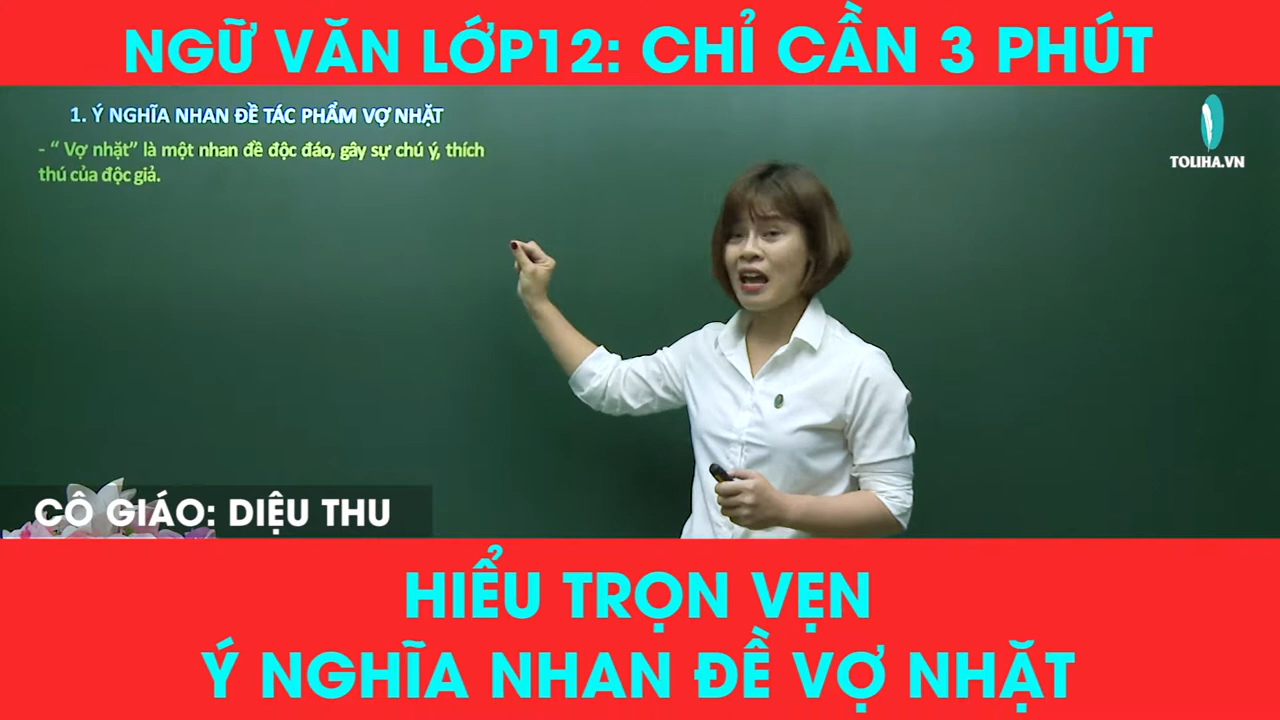 NGỮ VĂN LỚP12: CHỈ CẦN 3 PHÚT
1. Ý NGHĨA NHAN ĐỀ TÁC PHẨM VỢ NHẶT
- “ Vợ nhặt” là một nhan đề độc đáo, gây sự chú ý, thích
thú của độc giả.
TOLIHA.VN
CÔ GIÁO: DIỆU THU
HIỂU TRỌN VẸN
Ý NGHĨA NHAN ĐỀ VỢ NHẶT